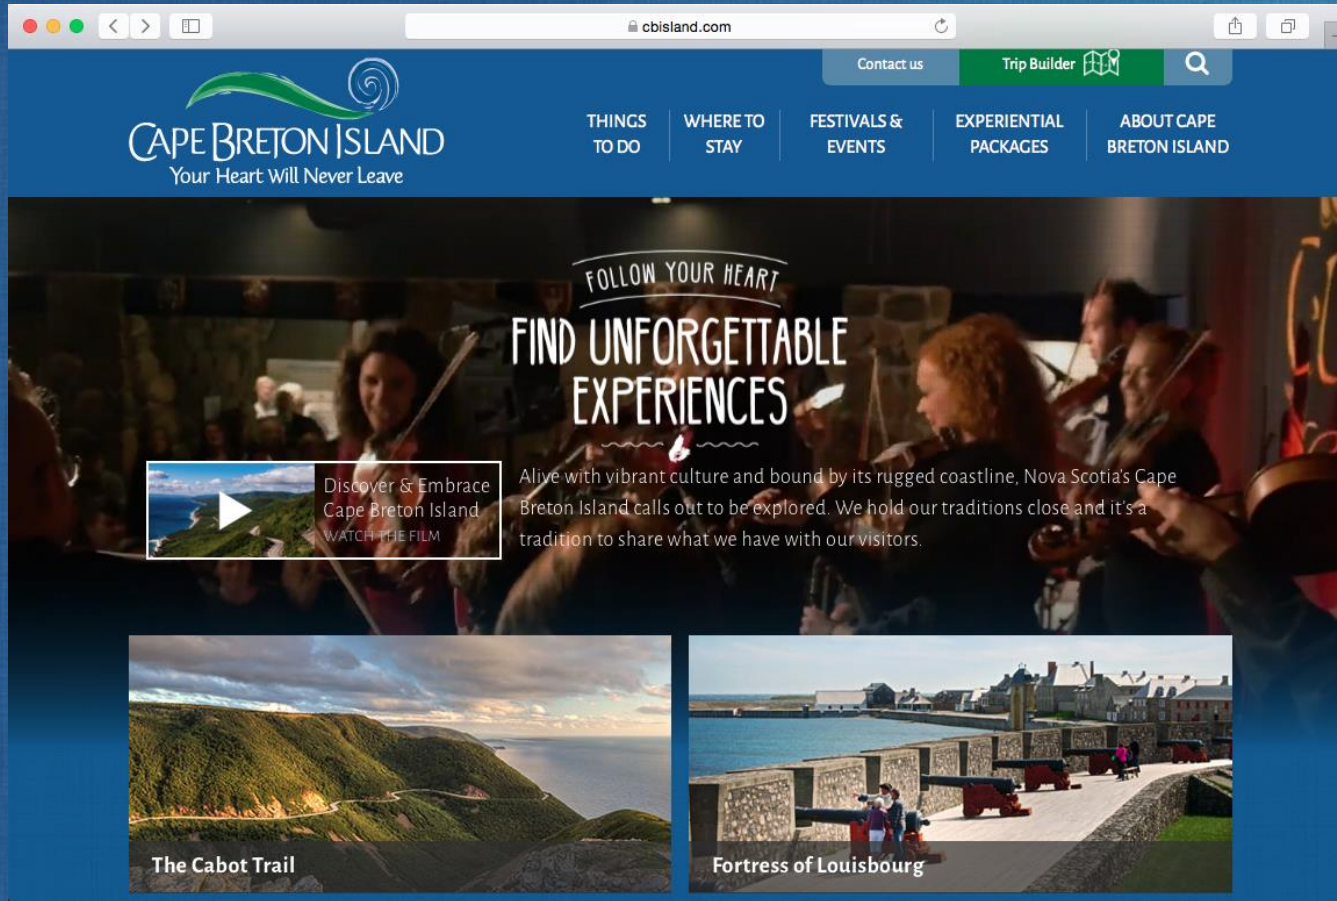 cbisland.com
Contact us
Trip Builder
CAPE BRETON ISLAND
Your Heart Will Never Leave
THINGS
TO DO
WHERE TO
STAY
FESTIVALS &
EVENTS
EXPERIENTIAL
PACKAGES
ABOUT CAPE
BRETON ISLAND
FOLLOW YOUR HEART
FIND UNFORGETTABLE
EXPERIENCES
Discover & Embrace
Cape Breton Island
WATCH THE FILM
Alive with vibrant culture and bound by its rugged coastline, Nova Scotia's Cape
Breton Island calls out to be explored. We hold our traditions close and it's a
tradition to share what we have with our visitors.
The Cabot Trail
Fortress of Louisbourg